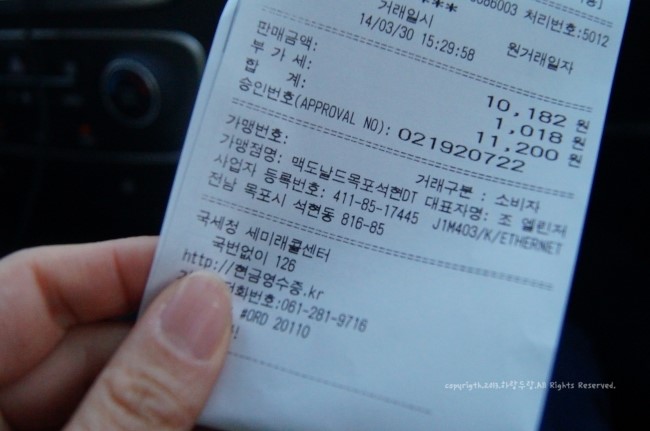 6003 처리번호:5012
거래일시 원거래일자
14/03/30 15:29:58
판매금액: 10,182 원
부 가 세: 1,018 원
합 계: 11,200 원
승인번호(APPROVAL NO): 021920722
가맹번호: 거래구분 : 소비자
가맹점명: 맥도날드목포석현DT 대표자명: 조 엘린저
사업자 등록번호: 411-85-17445 J1M403/K/ETHERNET
전남 목포시 석현동 816-85
국세청 세미래콜센터
국번없이 126
http://현금영수증.kr
전화번호:061-281-9716
#ORD 20110
All Rights Reserved.